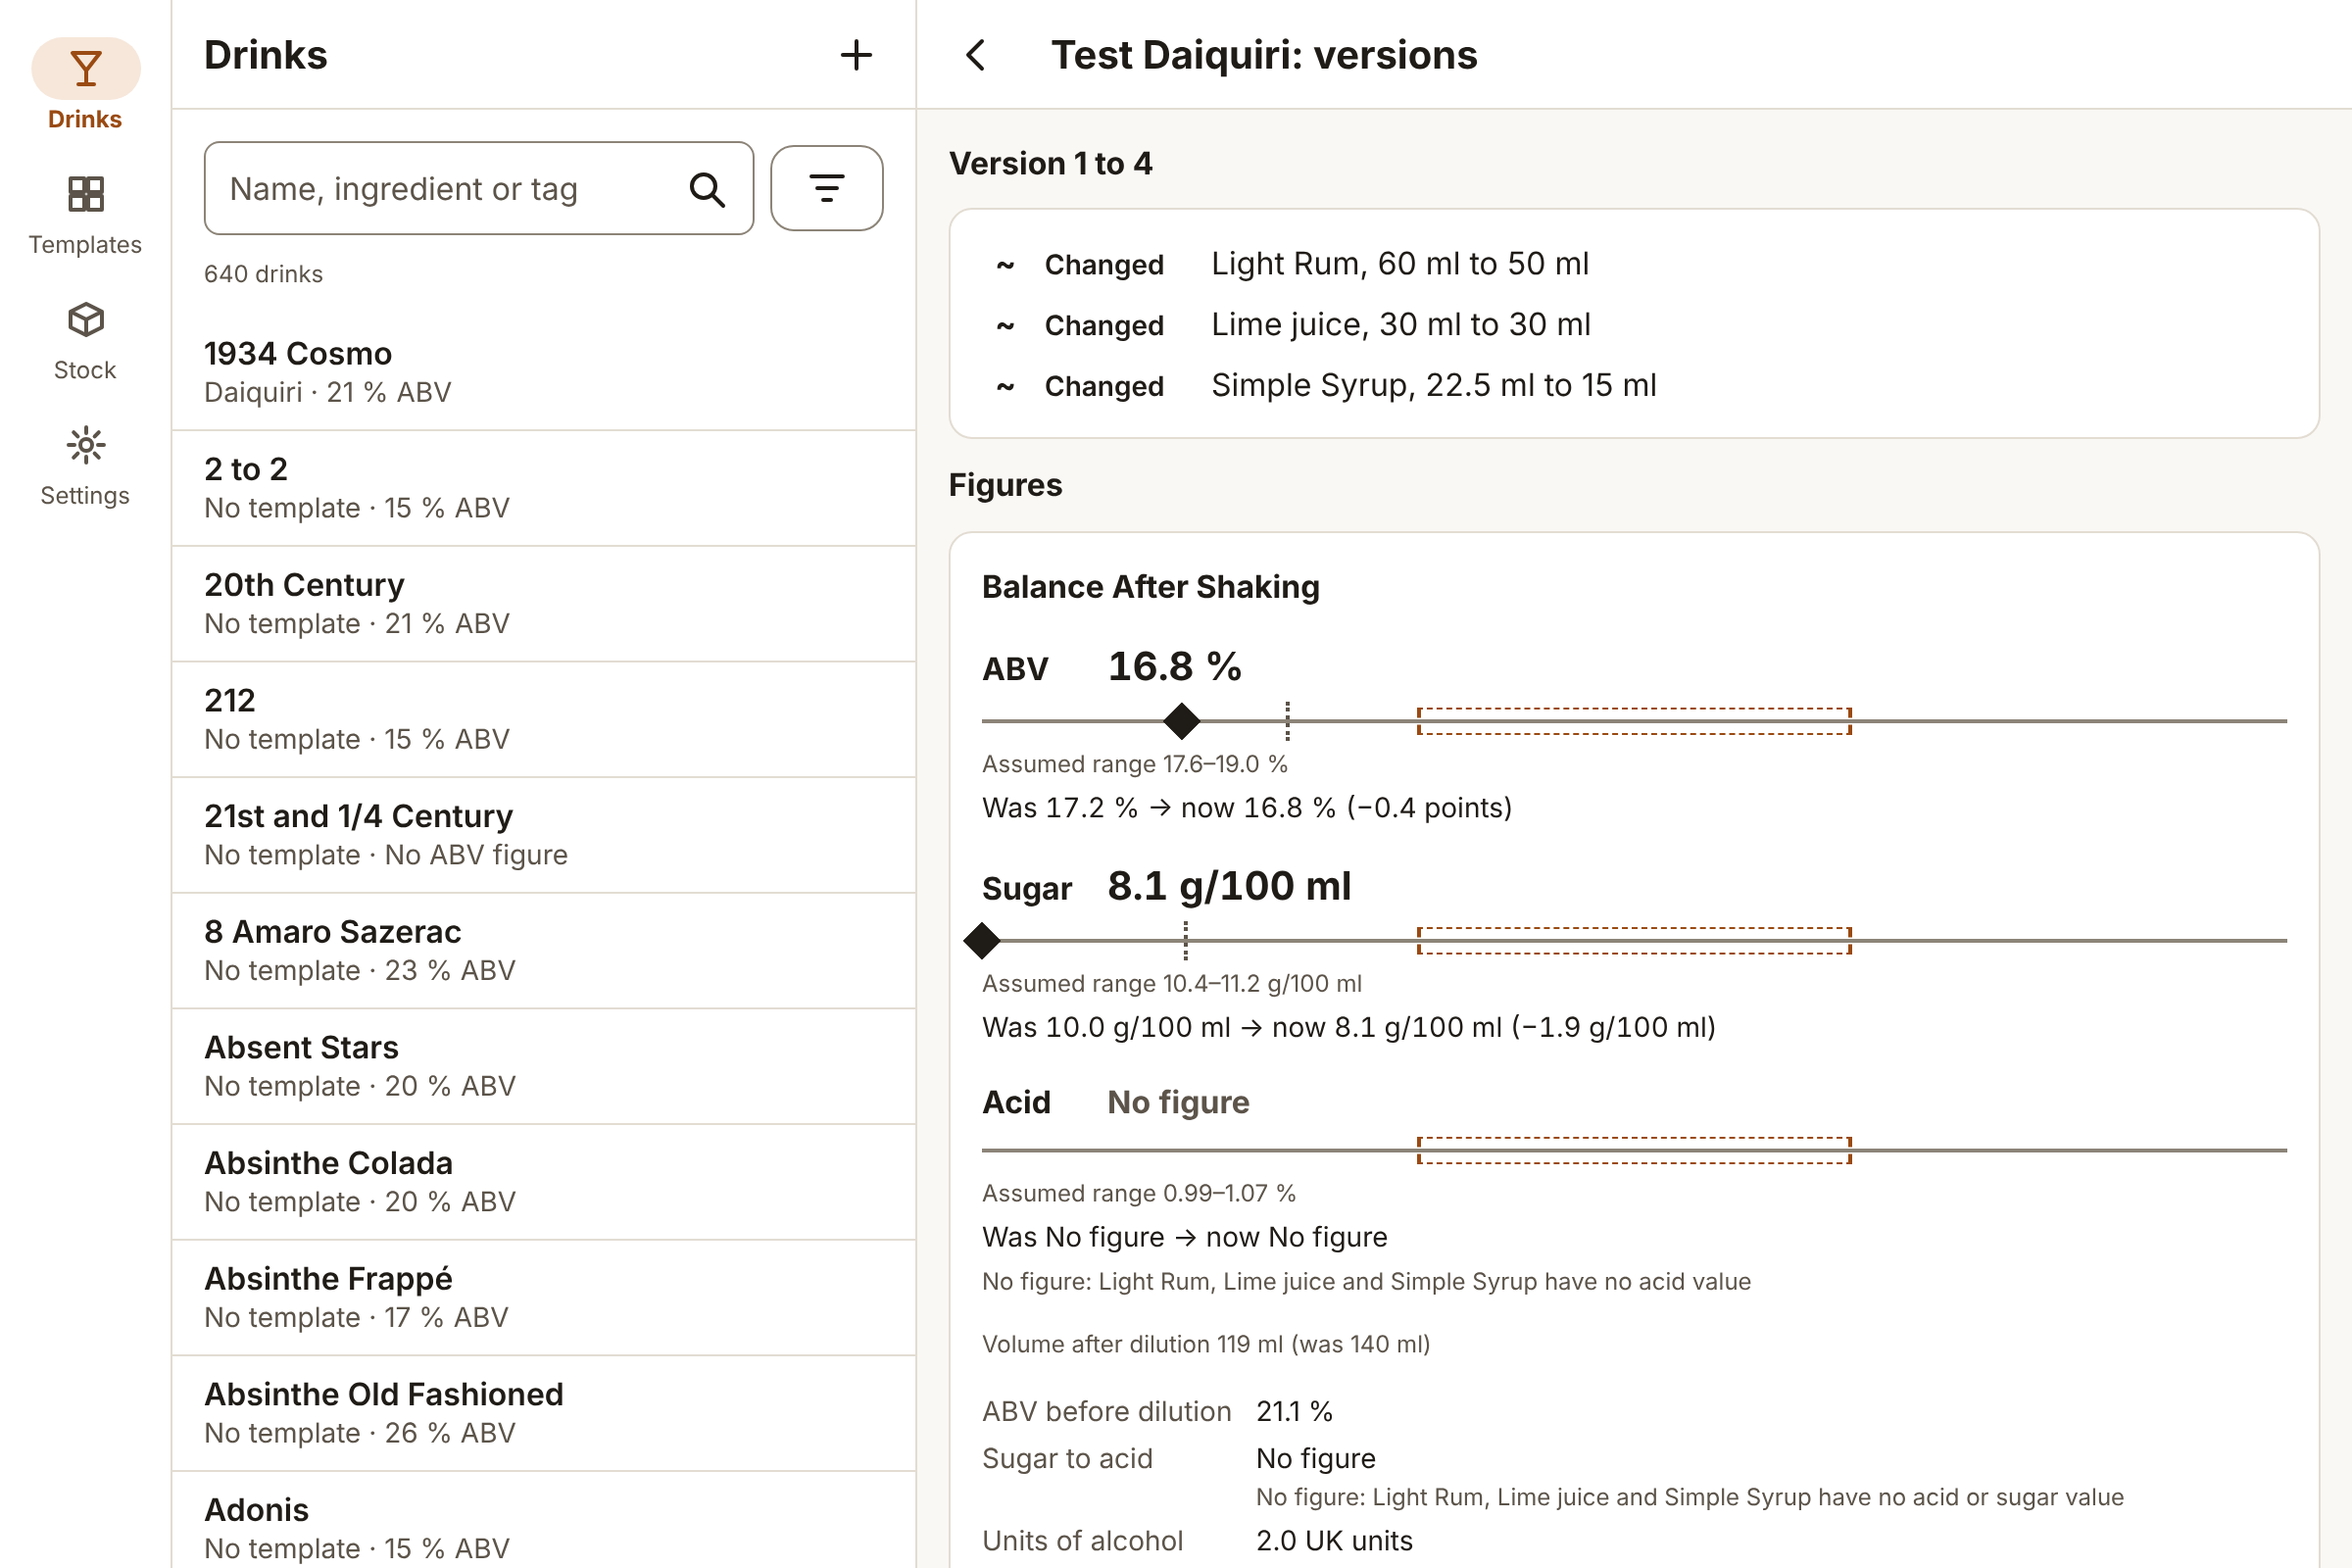 Drinks
Templates
Stock
Settings
Drinks
Name, ingredient or tag
640 drinks
1934 Cosmo
Daiquiri · 21 % ABV
2 to 2
No template · 15 % ABV
20th Century
No template · 21 % ABV
212
No template · 15 % ABV
21st and 1/4 Century
No template · No ABV figure
8 Amaro Sazerac
No template · 23 % ABV
Absent Stars
No template · 20 % ABV
Absinthe Colada
No template · 20 % ABV
Absinthe Frappé
No template · 17 % ABV
Absinthe Old Fashioned
No template · 26 % ABV
Adonis
No template · 15 % ABV
Test Daiquiri: versions
Version 1 to 4
~ Changed Light Rum, 60 ml to 50 ml
~ Changed Lime juice, 30 ml to 30 ml
~ Changed Simple Syrup, 22.5 ml to 15 ml
Figures
Balance After Shaking
ABV 16.8 %
Assumed range 17.6–19.0 %
Was 17.2 % → now 16.8 % (−0.4 points)
Sugar 8.1 g/100 ml
Assumed range 10.4–11.2 g/100 ml
Was 10.0 g/100 ml → now 8.1 g/100 ml (−1.9 g/100 ml)
Acid No figure
Assumed range 0.99–1.07 %
Was No figure → now No figure
No figure: Light Rum, Lime juice and Simple Syrup have no acid value
Volume after dilution 119 ml (was 140 ml)
ABV before dilution 21.1 %
Sugar to acid No figure
No figure: Light Rum, Lime juice and Simple Syrup have no acid or sugar value
Units of alcohol 2.0 UK units